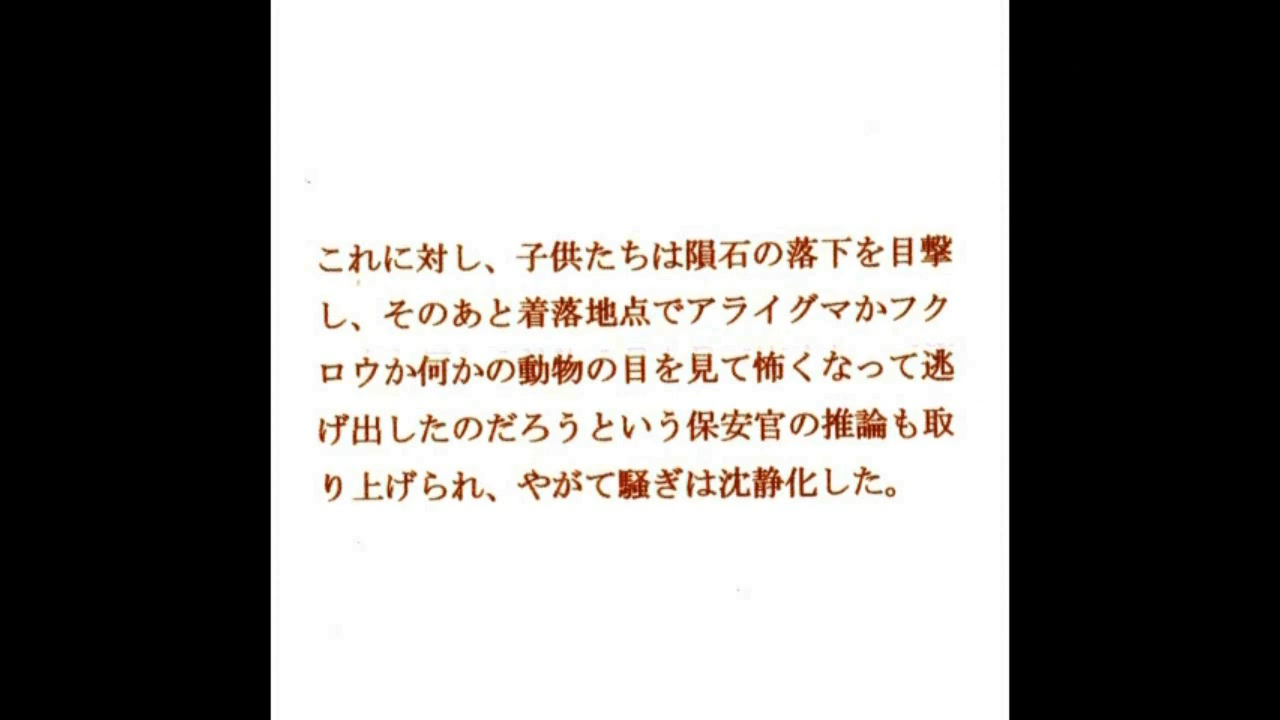 これに対し、子供たちは隕石の落下を目撃
し、そのあと着落地点でアライグマかフク
ロウか何かの動物の目を見て怖くなって逃
げ出したのだろうという保安官の推論も取
り上げられ、やがて騒ぎは沈静化した。